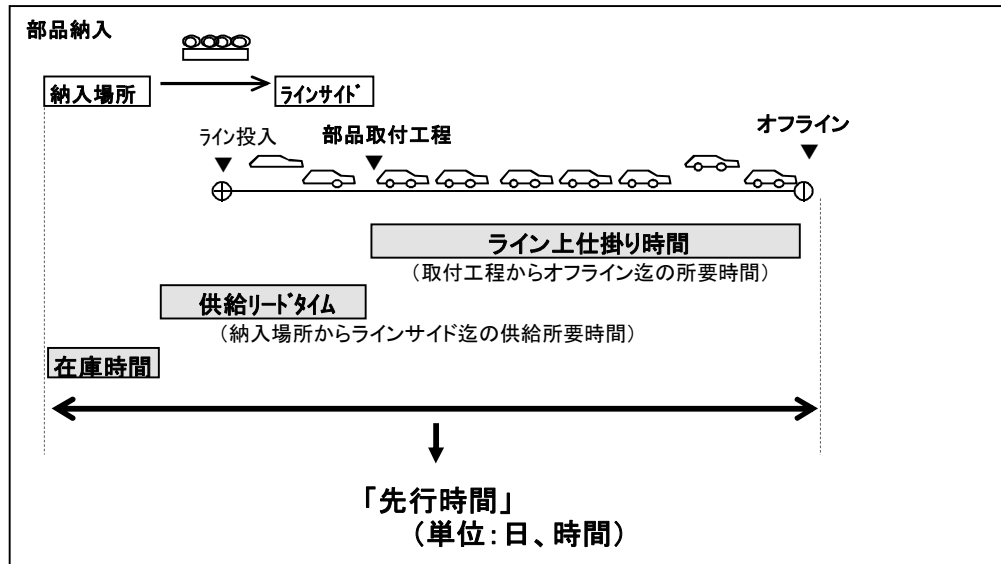 部品納入
納入場所
ﾗｲﾝｻｲﾄﾞ
ﾗｲﾝ投入
部品取付工程
オフライン
ライン上仕掛り時間
（取付工程からオフライン迄の所要時間）
供給ﾘｰﾄﾞﾀｲﾑ
（納入場所からラインサイド迄の供給所要時間）
在庫時間
「先行時間」
（単位：日、時間）